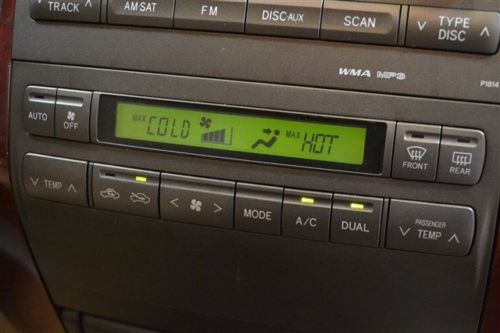 TRACK AM·SAT FM DISC·AUX SCAN TYPE
DISC
WMA MP3 P1814
AUTO OFF MAX COLD MAX HOT FRONT REAR
TEMP MODE A/C DUAL PASSENGER
TEMP